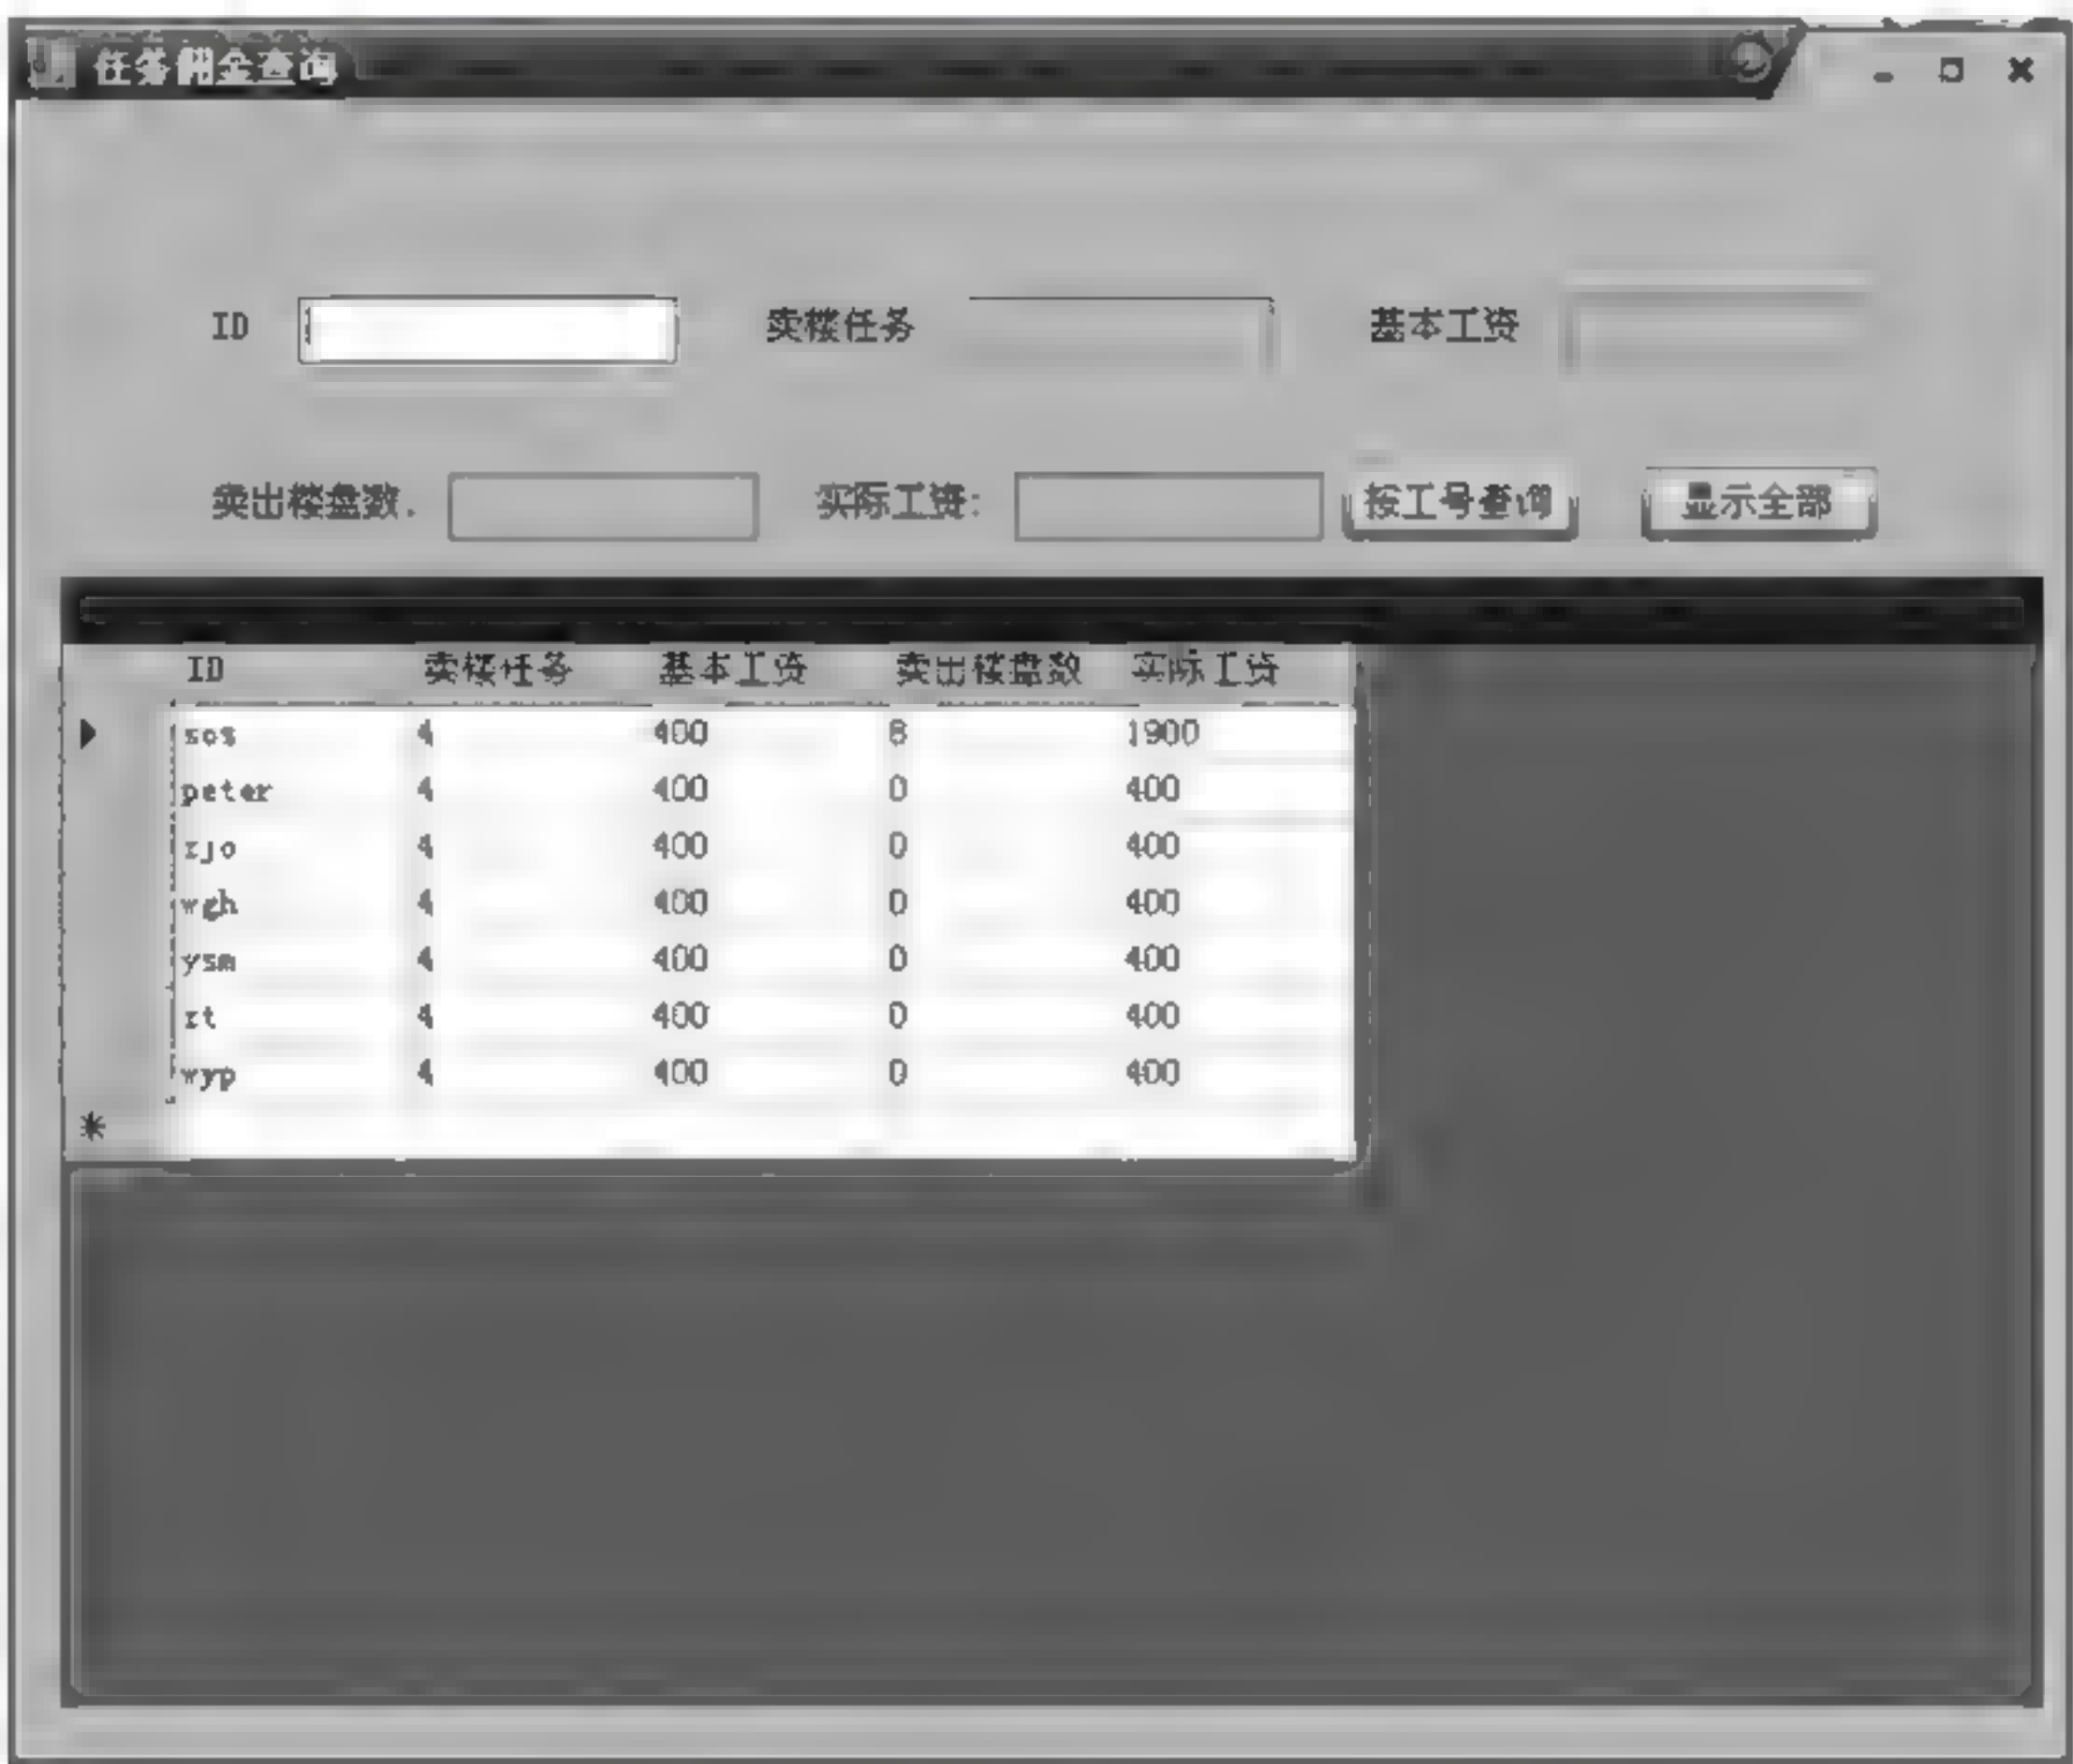 任务佣金查询
ID 卖楼任务 基本工资
卖出楼盘数: 实际工资: 按工号查询 显示全部
ID 卖楼任务 基本工资 卖出楼盘数 实际工资
4 400 1900
peter 4 400 0 400
zjo 4 400 0 400
wgh 4 400 0 400
ysm 4 400 0 400
4 400 0 400
wyp 4 400 0 400